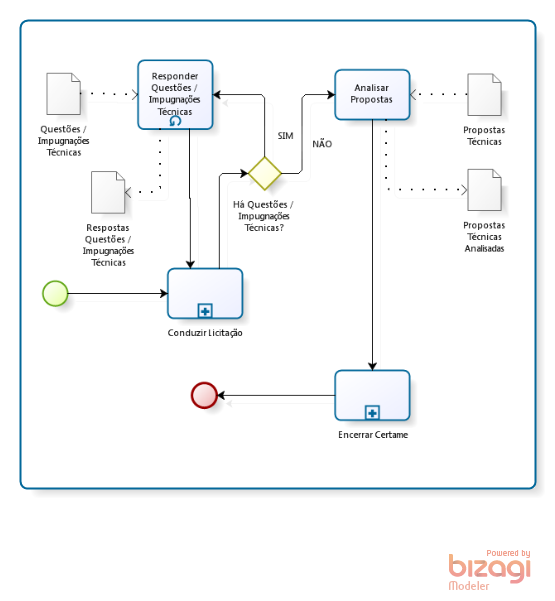 Responder
Questões /
Impugnações
Técnicas
Analisar
Propostas
Questões /
Impugnações
Técnicas
SIM
NÃO
Propostas
Técnicas
Respostas
Questões /
Impugnações
Técnicas
Há Questões /
Impugnações
Técnicas?
Propostas
Técnicas
Analisadas
Conduzir Licitação
Encerrar Certame
Powered by
bizagi
Modeler